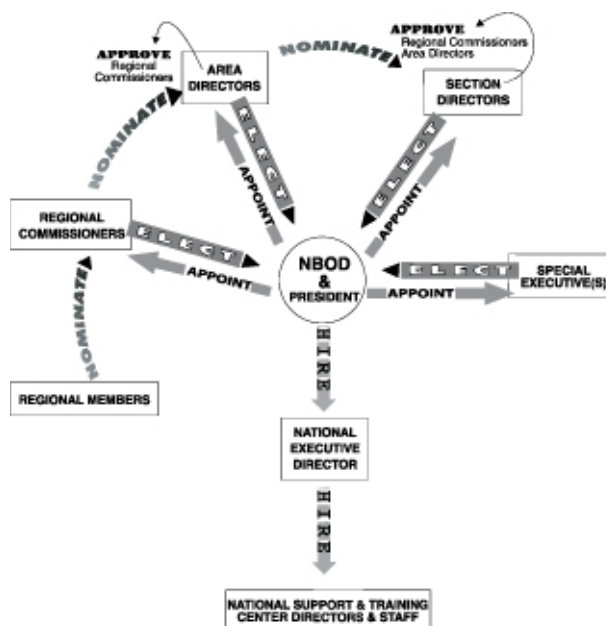 APPROVE
Regional
Commissioners
AREA
DIRECTORS
NOMINATE
APPROVE
Regional Commissioners
Area Directors
SECTION
DIRECTORS
NOMINATE
ELECT
APPOINT
ELECT
APPOINT
REGIONAL
COMMISSIONERS
ELECT
APPOINT
NBOD
&
PRESIDENT
ELECT
APPOINT
SPECIAL
EXECUTIVE(S)
NOMINATE
REGIONAL MEMBERS
HIRE
NATIONAL
EXECUTIVE
DIRECTOR
HIRE
NATIONAL SUPPORT & TRAINING
CENTER DIRECTORS & STAFF